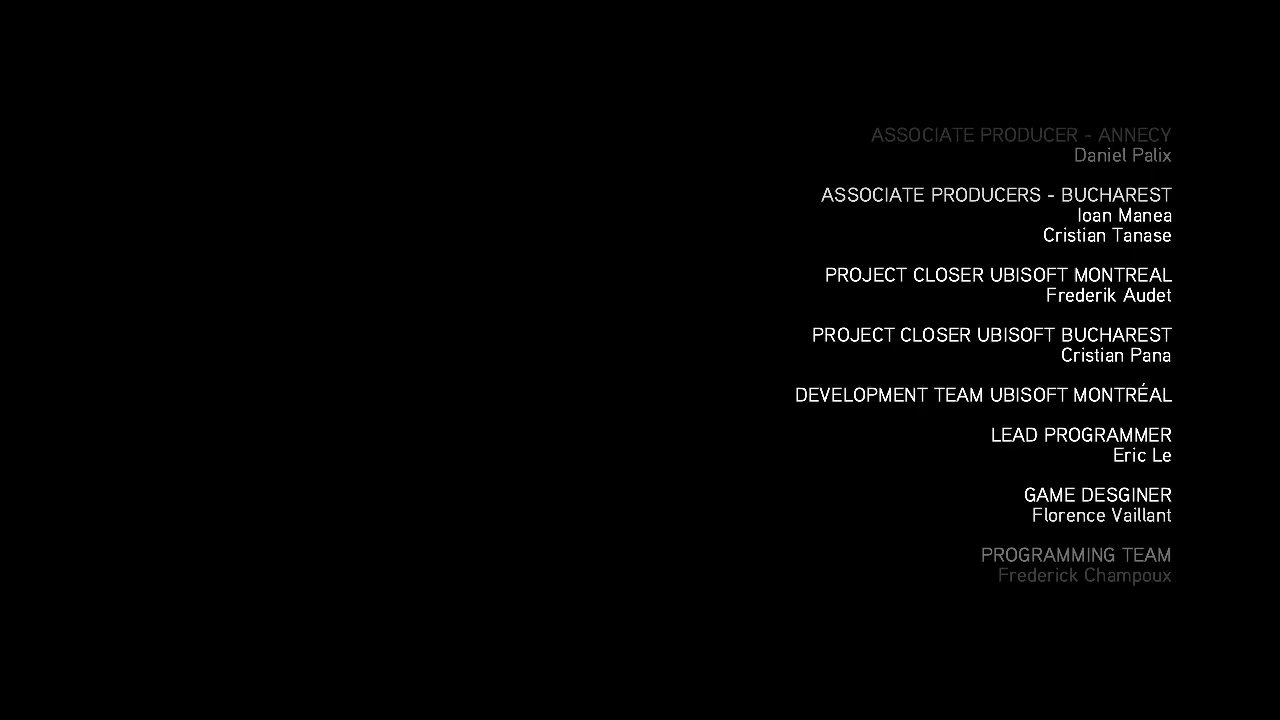 ASSOCIATE PRODUCER - ANNECY
Daniel Palix
ASSOCIATE PRODUCERS - BUCHAREST
Ioan Manea
Cristian Tanase
PROJECT CLOSER UBISOFT MONTREAL
Frederik Audet
PROJECT CLOSER UBISOFT BUCHAREST
Cristian Pana
DEVELOPMENT TEAM UBISOFT MONTRÉAL
LEAD PROGRAMMER
Eric Le
GAME DESGINER
Florence Vaillant
PROGRAMMING TEAM
Frederick Champoux